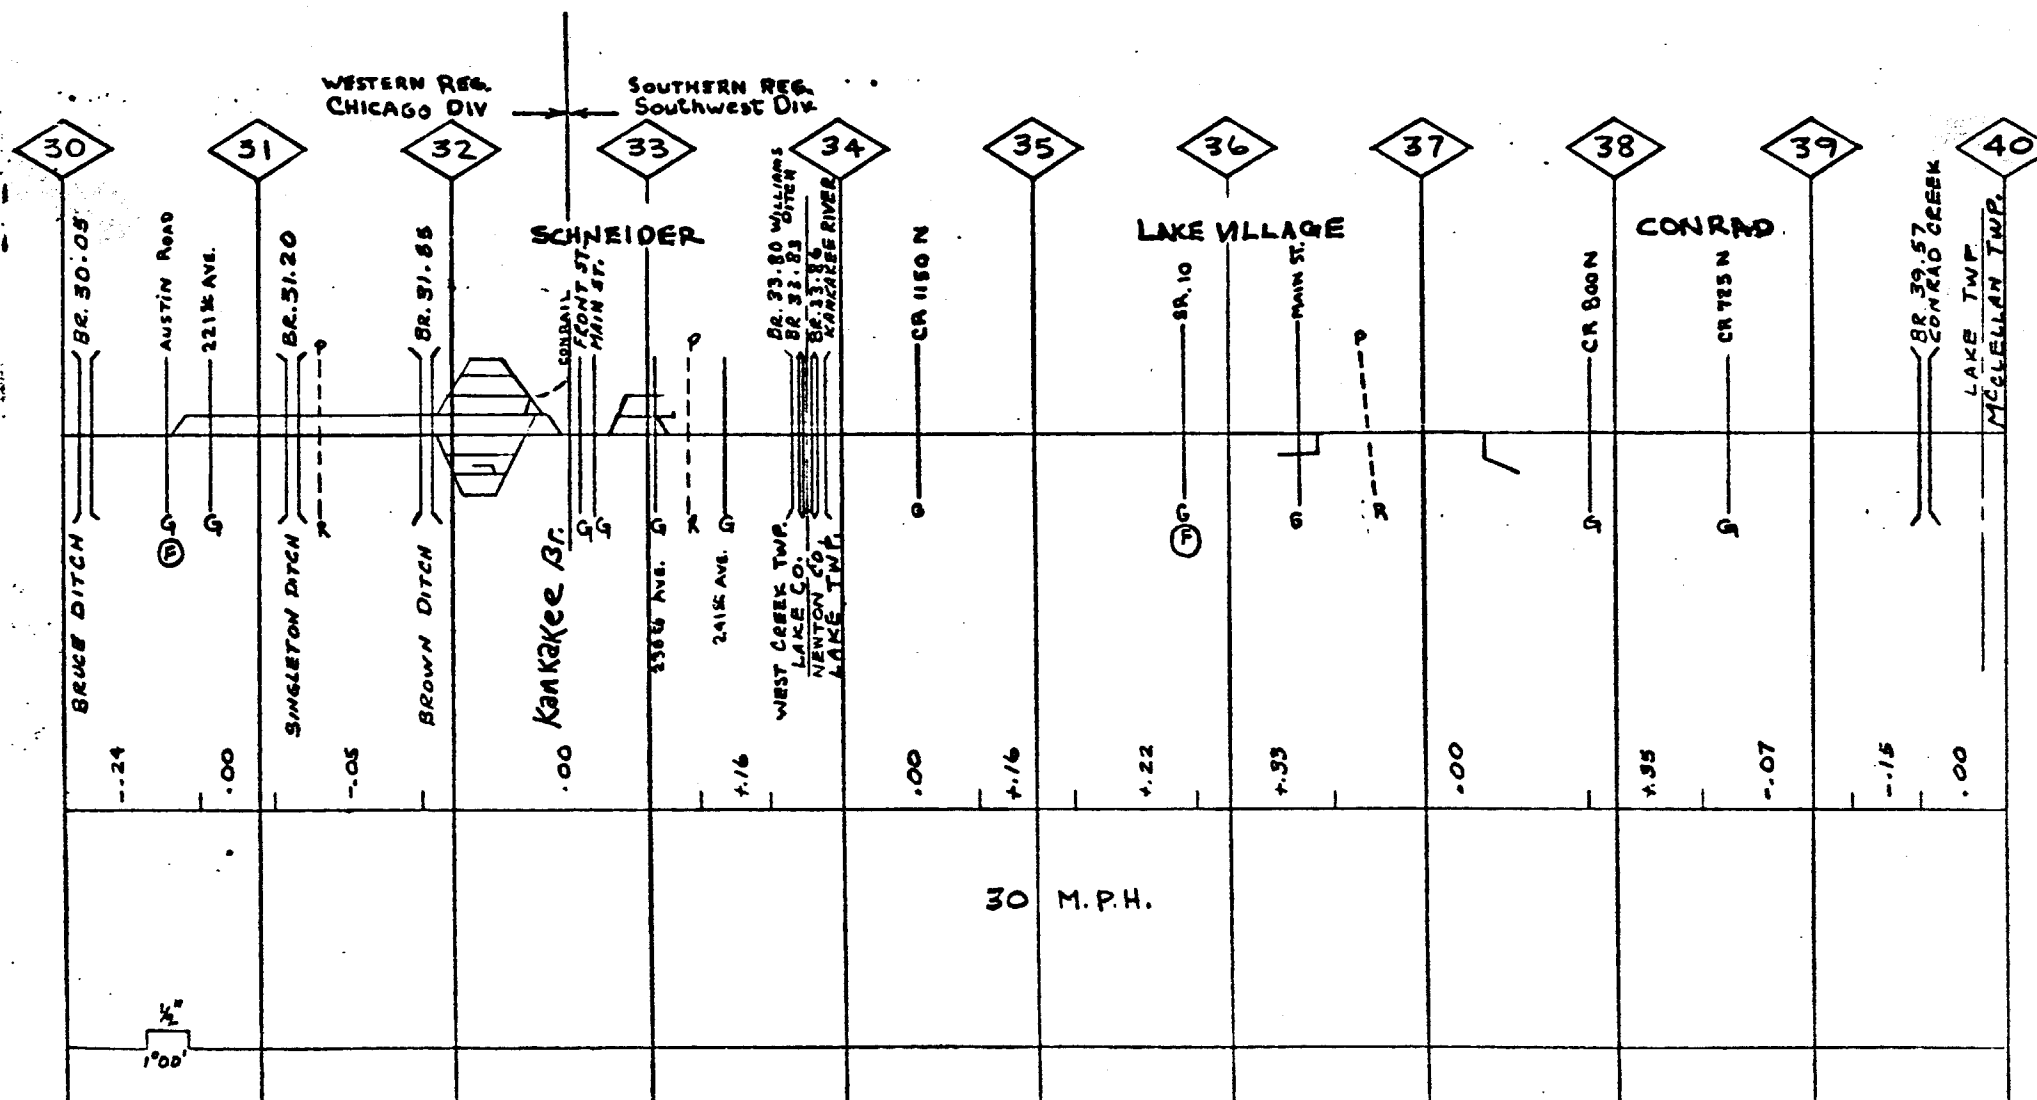 WESTERN REG.
CHICAGO DIV
SOUTHERN REG.
Southwest Div
30
31
32
33
34
35
36
37
38
39
40
SCHNEIDER
LAKE VILLAGE
CONRAD
BR. 30.05
AUSTIN ROAD
AVE.
BR. 31.20
P
BR. 31.85
CONRAIL
FRONT ST.
MAIN ST.
P
BR. 33.80 WILLIAMS
BR 33.83 DITCH
BR. 33.86
KANKAKEE RIVER
CR 1150 N
SR. 10
MAIN ST.
P
CR 800 N
CR 725 N
BR. 39.57
CONRAD CREEK
LAKE TWP
MCCLELLAN TWP.
G
F
G
R
G
G
G
R
G
G
G
F
G
R
G
G
BRUCE DITCH
SINGLETON DITCH
BROWN DITCH
Kankakee Br.
AVE.
AVE.
WEST CREEK TWP.
LAKE CO.
NEWTON CO.
LAKE TWP.
-.24
.00
-.05
.00
+.16
.00
+.16
+.22
+.33
.00
+.35
-.07
-.15
.00
30 M.P.H.
½"
1°00'